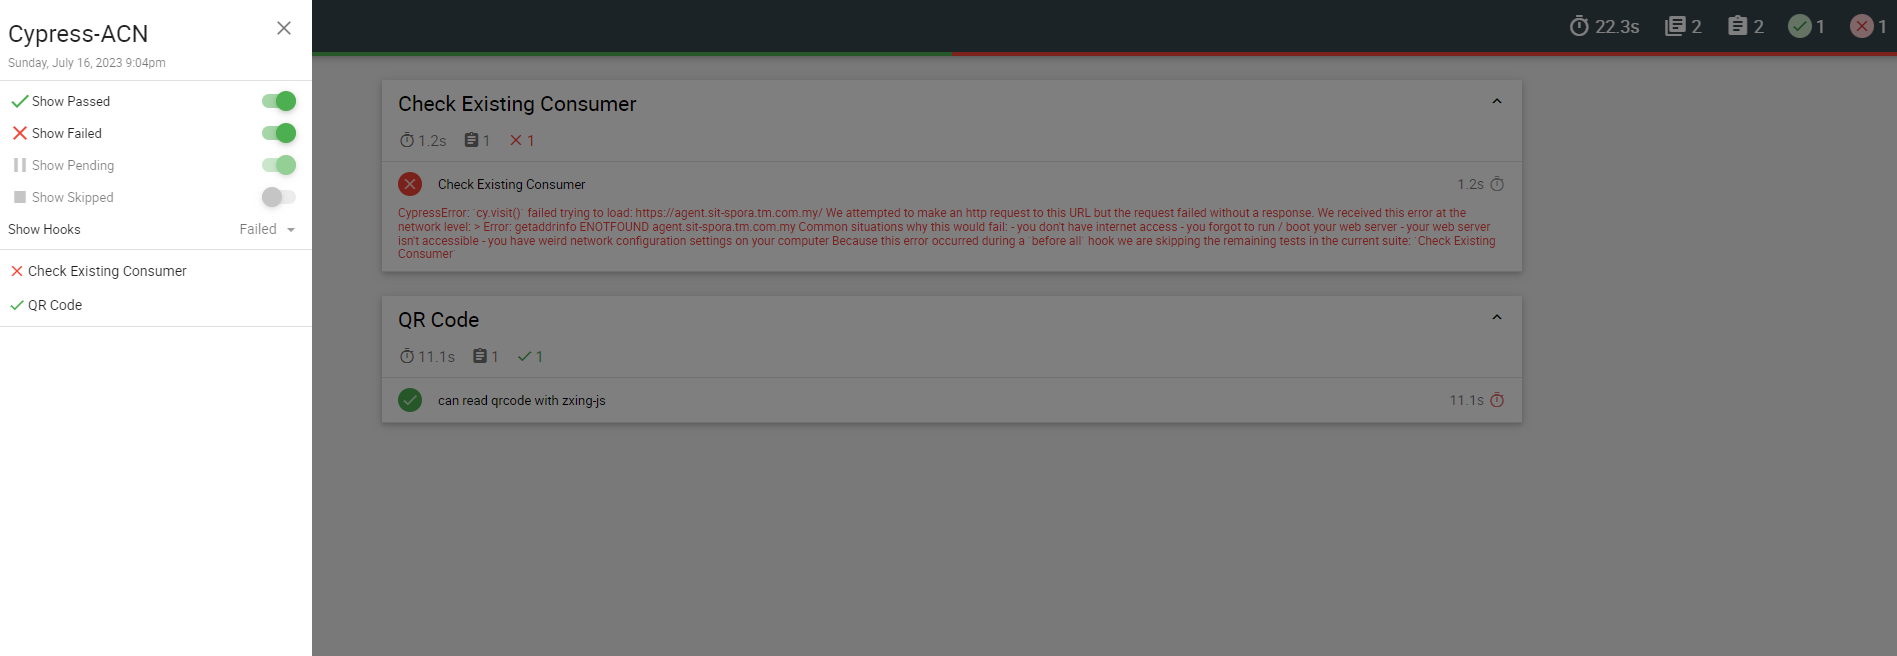 Cypress-ACN
Sunday, July 16, 2023 9:04pm
Show Passed
Show Failed
Show Pending
Show Skipped
Show Hooks Failed
Check Existing Consumer
QR Code
22.3s 2 2 1 1
Check Existing Consumer
1.2s 1 1
Check Existing Consumer 1.2s
CypressError: `cy.visit()` failed trying to load: https://agent.sit-spora.tm.com.my/ We attempted to make an http request to this URL but the request failed without a response. We received this error at the
network level: > Error: getaddrinfo ENOTFOUND agent.sit-spora.tm.com.my Common situations why this would fail: - you don't have internet access - you forgot to run / boot your web server - your web server
isn't accessible - you have weird network configuration settings on your computer Because this error occurred during a `before all` hook we are skipping the remaining tests in the current suite: `Check Existing
Consumer`
QR Code
11.1s 1 1
can read qrcode with zxing-js 11.1s